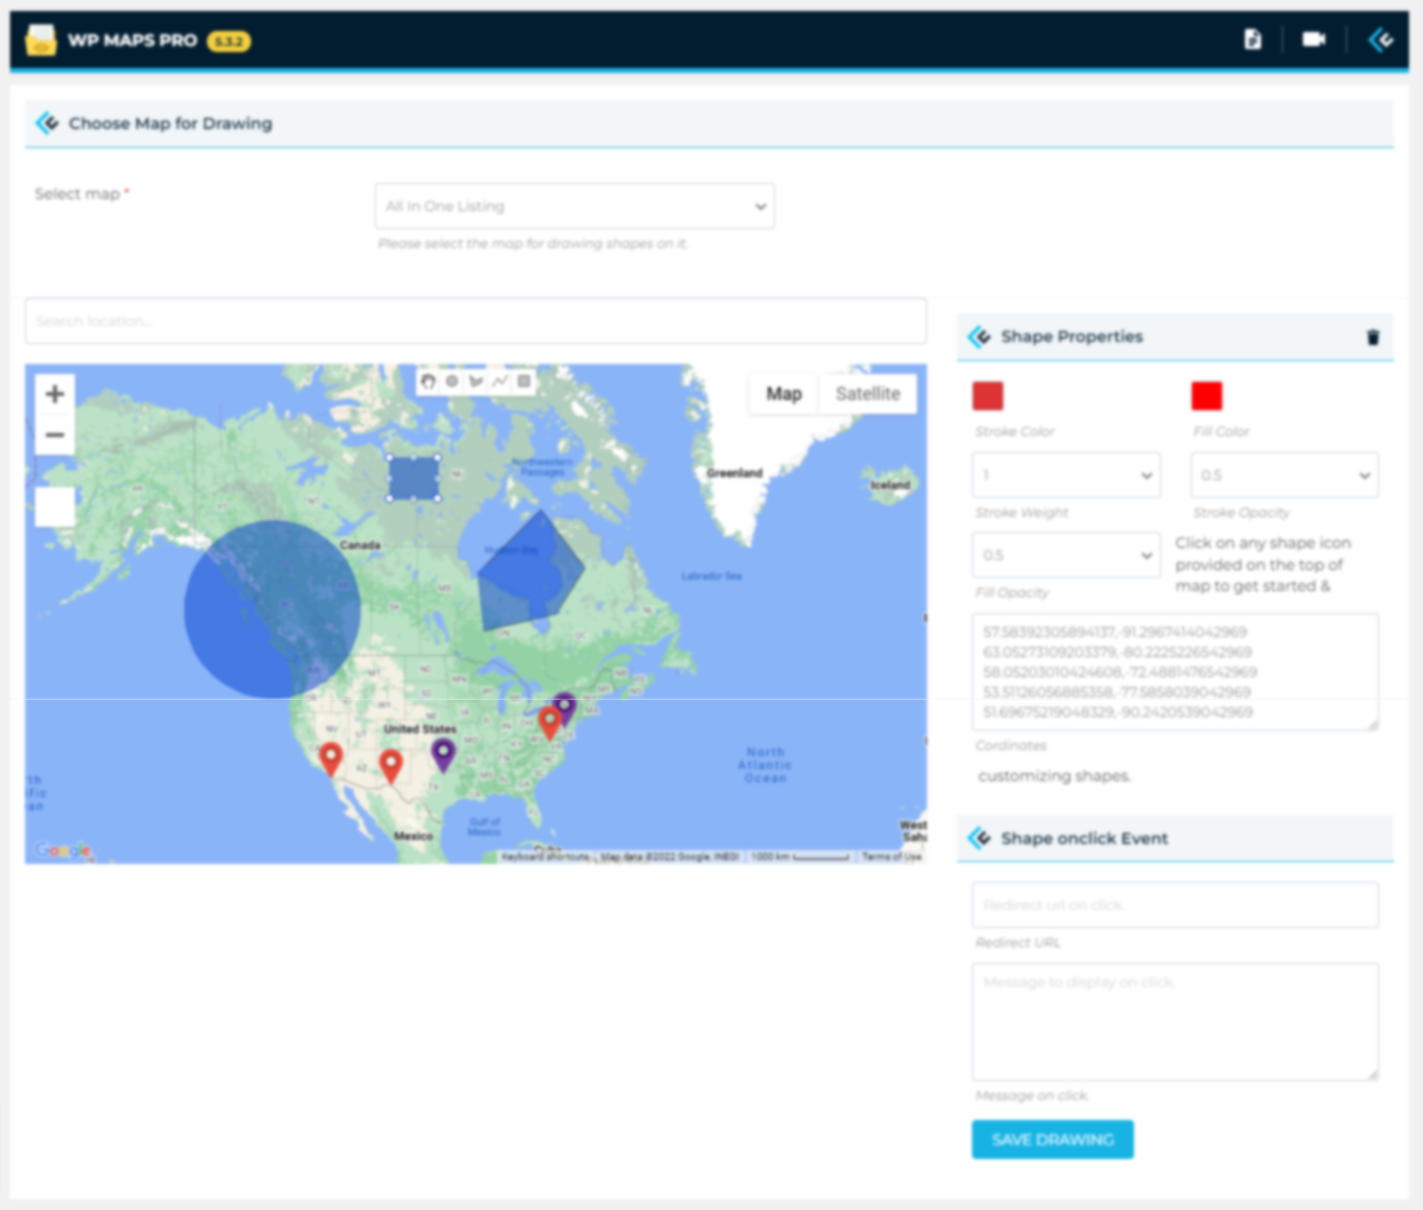 WP MAPS PRO 5.3.2
Choose Map for Drawing
Select map *
All In One Listing
Please select the map for drawing shapes on it.
Search location...
Map Satellite
Northwestern
Passages
Greenland
Iceland
Canada
Hudson Bay
Labrador Sea
United States
North
Atlantic
Ocean
Gulf of
Mexico
Mexico
West
Google
Keyboard shortcuts Map data ©2022 Google, INEGI 1000 km Terms of Use
Shape Properties
Stroke Color
Fill Color
1
0.5
Stroke Weight
Stroke Opacity
0.5
Fill Opacity
Click on any shape icon
provided on the top of
map to get started &
57.58392305894137,-91.2967414042969
63.05273109203379,-80.2225226542969
58.05203010424608,-72.4881476542969
53.51126056885358,-77.5858039042969
51.69675219048329,-90.2420539042969
Cordinates
customizing shapes.
Shape onclick Event
Redirect url on click.
Redirect URL
Message to display on click.
Message on click.
SAVE DRAWING